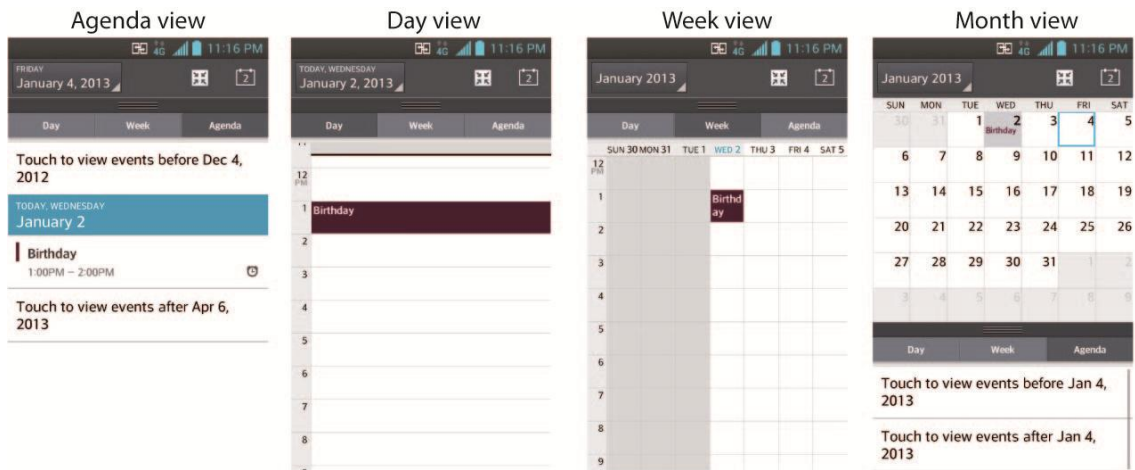 Agenda view
Day view
Week view
Month view
4G 11:16 PM
FRIDAY
January 4, 2013
2
Day Week Agenda
Touch to view events before Dec 4,
2012
TODAY, WEDNESDAY
January 2
Birthday
1:00PM – 2:00PM
Touch to view events after Apr 6,
2013
4G 11:16 PM
TODAY, WEDNESDAY
January 2, 2013
2
Day Week Agenda
12
PM
1 Birthday
2
3
4
5
6
7
8
4G 11:16 PM
January 2013
2
Day Week Agenda
SUN 30 MON 31 TUE 1 WED 2 THU 3 FRI 4 SAT 5
12
PM
1 Birthd
ay
2
3
4
5
6
7
8
9
4G 11:16 PM
January 2013
2
SUN MON TUE WED THU FRI SAT
30 31 1 2 3 4 5
Birthday
6 7 8 9 10 11 12
13 14 15 16 17 18 19
20 21 22 23 24 25 26
27 28 29 30 31 1 2
3 4 5 6 7 8 9
Day Week Agenda
Touch to view events before Jan 4,
2013
Touch to view events after Jan 4,
2013